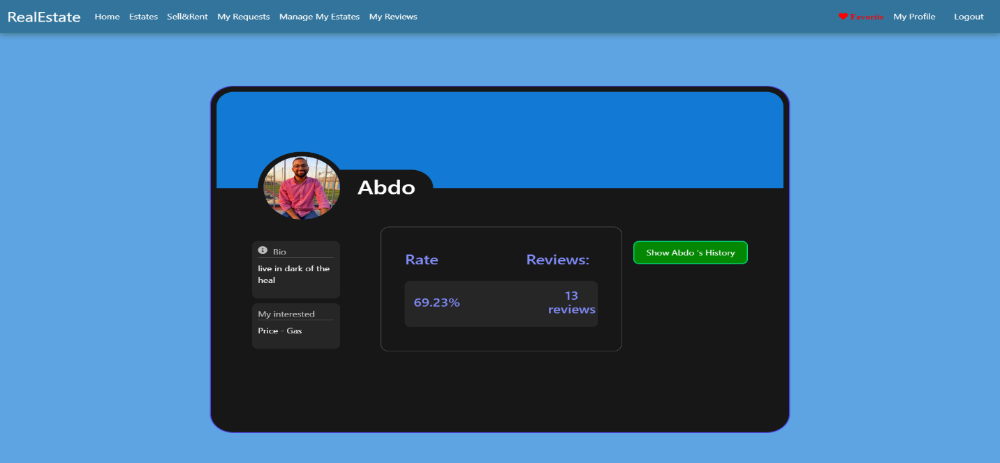 RealEstate Home Estates Sell&Rent My Requests Manage My Estates My Reviews Favorite My Profile Logout
Abdo
Bio
live in dark of the
heal
My interested
Price - Gas
Rate Reviews:
69.23% 13
reviews
Show Abdo 's History